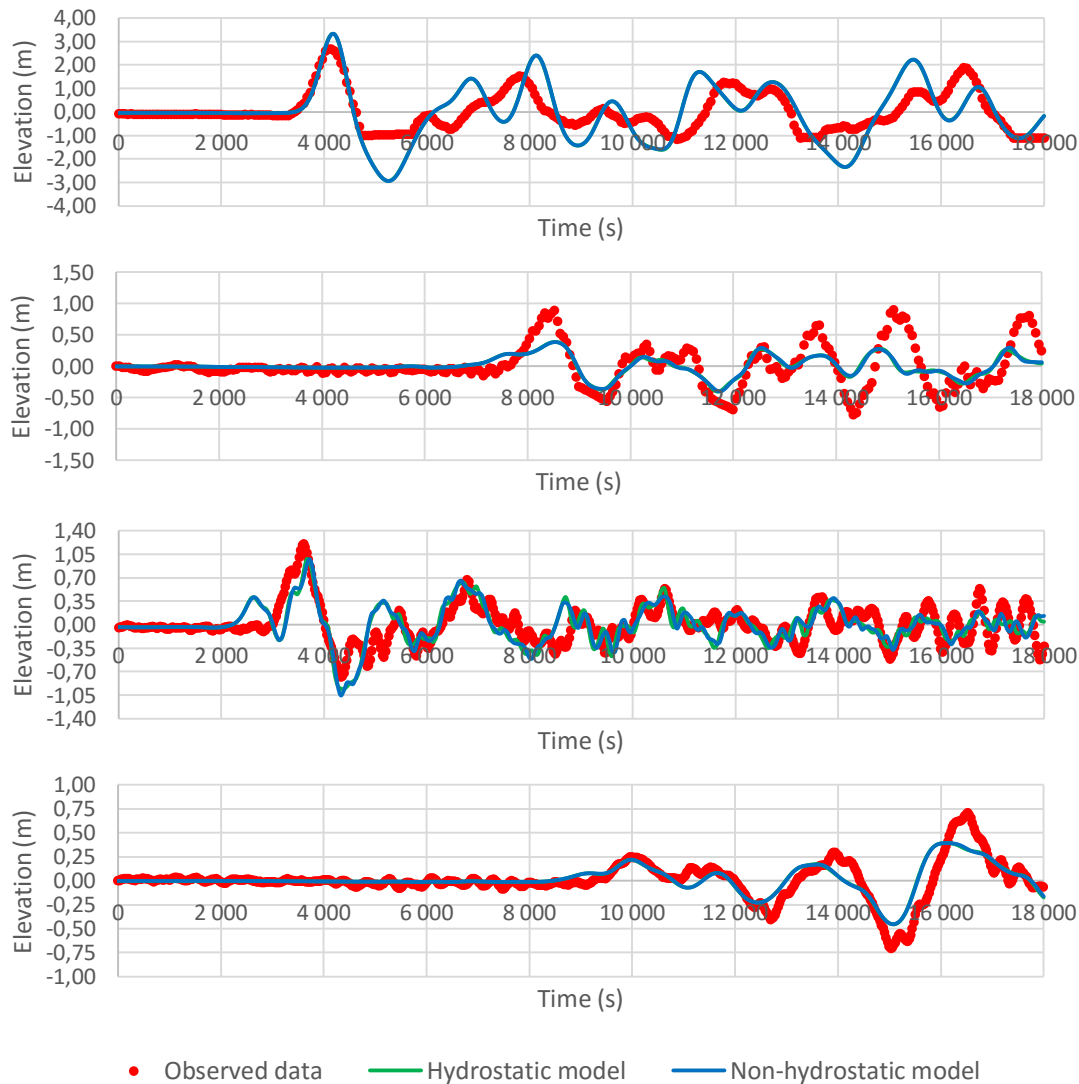 4,00
3,00
2,00
1,00
0,00
-1,00
-2,00
-3,00
-4,00
Elevation (m)
0 2 000 4 000 6 000 8 000 10 000 12 000 14 000 16 000 18 000
Time (s)
1,50
1,00
0,50
0,00
-0,50
-1,00
-1,50
Elevation (m)
0 2 000 4 000 6 000 8 000 10 000 12 000 14 000 16 000 18 000
Time (s)
1,40
1,05
0,70
0,35
0,00
-0,35
-0,70
-1,05
-1,40
Elevation (m)
0 2 000 4 000 6 000 8 000 10 000 12 000 14 000 16 000 18 000
Time (s)
1,00
0,75
0,50
0,25
0,00
-0,25
-0,50
-0,75
-1,00
Elevation (m)
0 2 000 4 000 6 000 8 000 10 000 12 000 14 000 16 000 18 000
Time (s)
Observed data Hydrostatic model Non-hydrostatic model